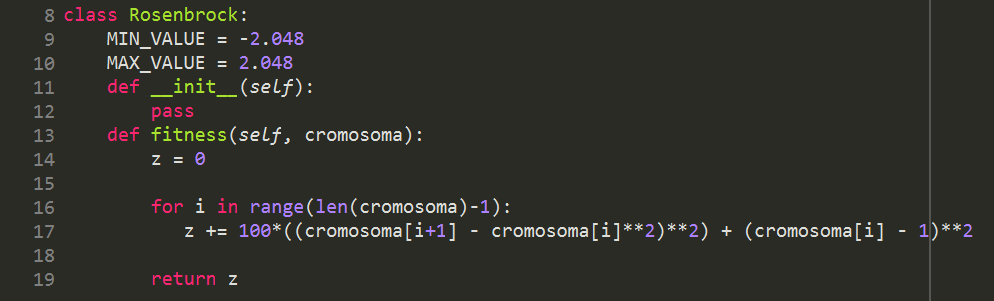 8 class Rosenbrock:
9     MIN_VALUE = -2.048
10     MAX_VALUE = 2.048
11     def __init__(self):
12         pass
13     def fitness(self, cromosoma):
14         z = 0
15
16         for i in range(len(cromosoma)-1):
17            z += 100*((cromosoma[i+1] - cromosoma[i]**2)**2) + (cromosoma[i] - 1)**2
18
19         return z